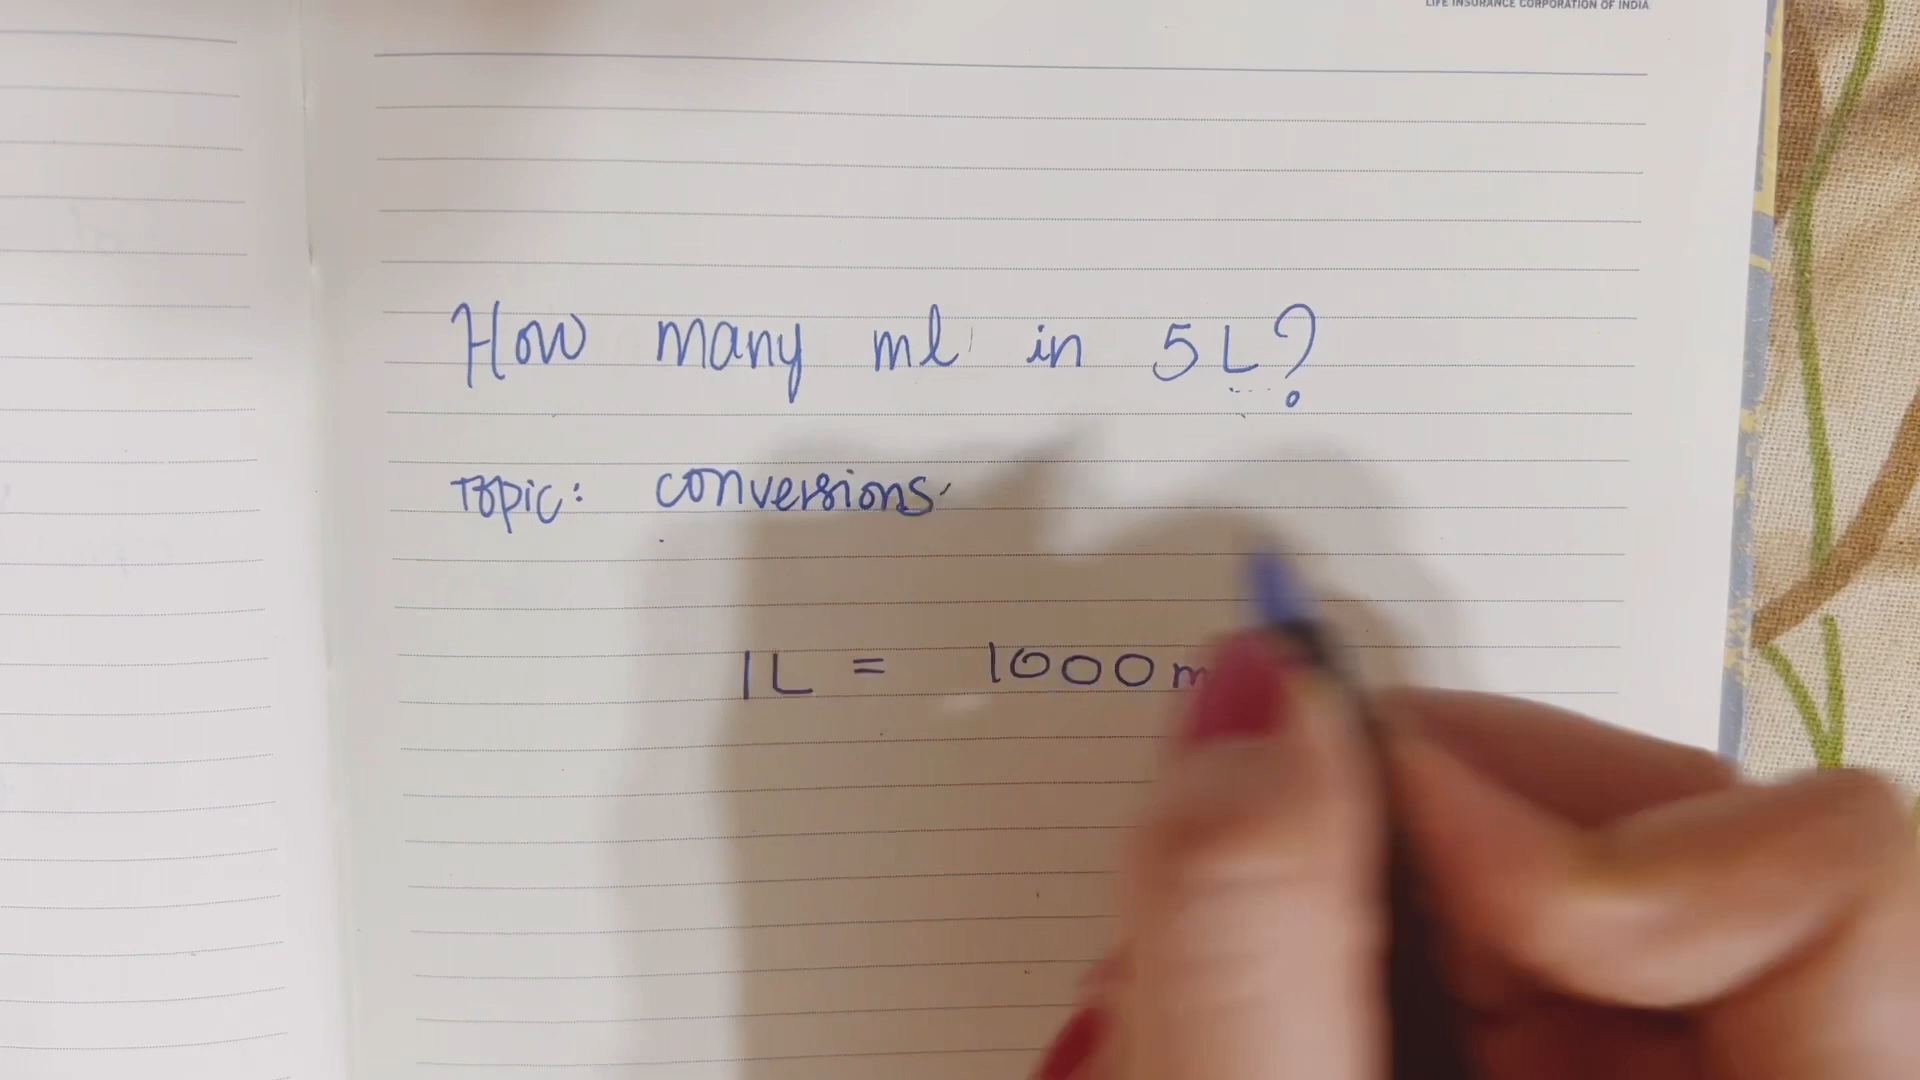 LIFE INSURANCE CORPORATION OF INDIA
How many ml in 5L?
Topic: conversions
1L = 1000m